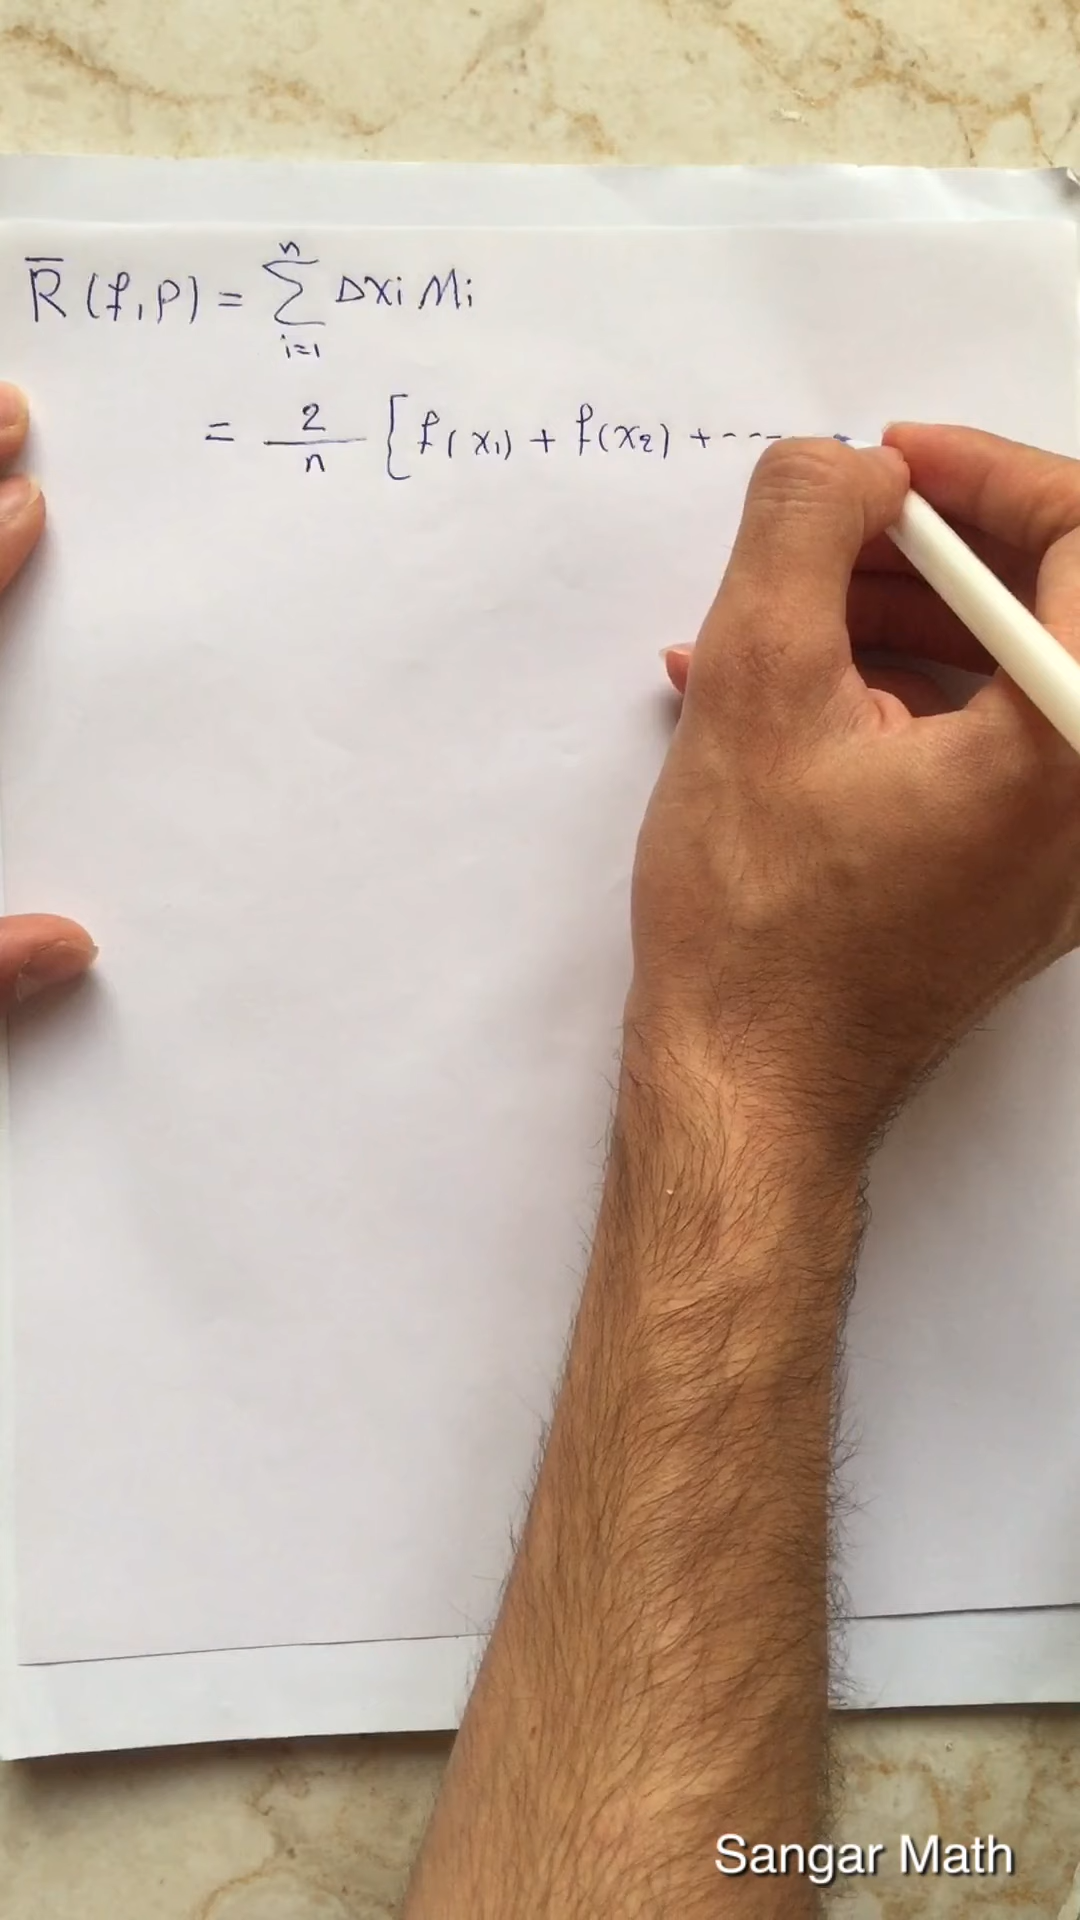 R̅ (f, P) = n ∑ i=1 Δxi Mi
= 2/n [ f(x1) + f(x2) + ----
Sangar Math